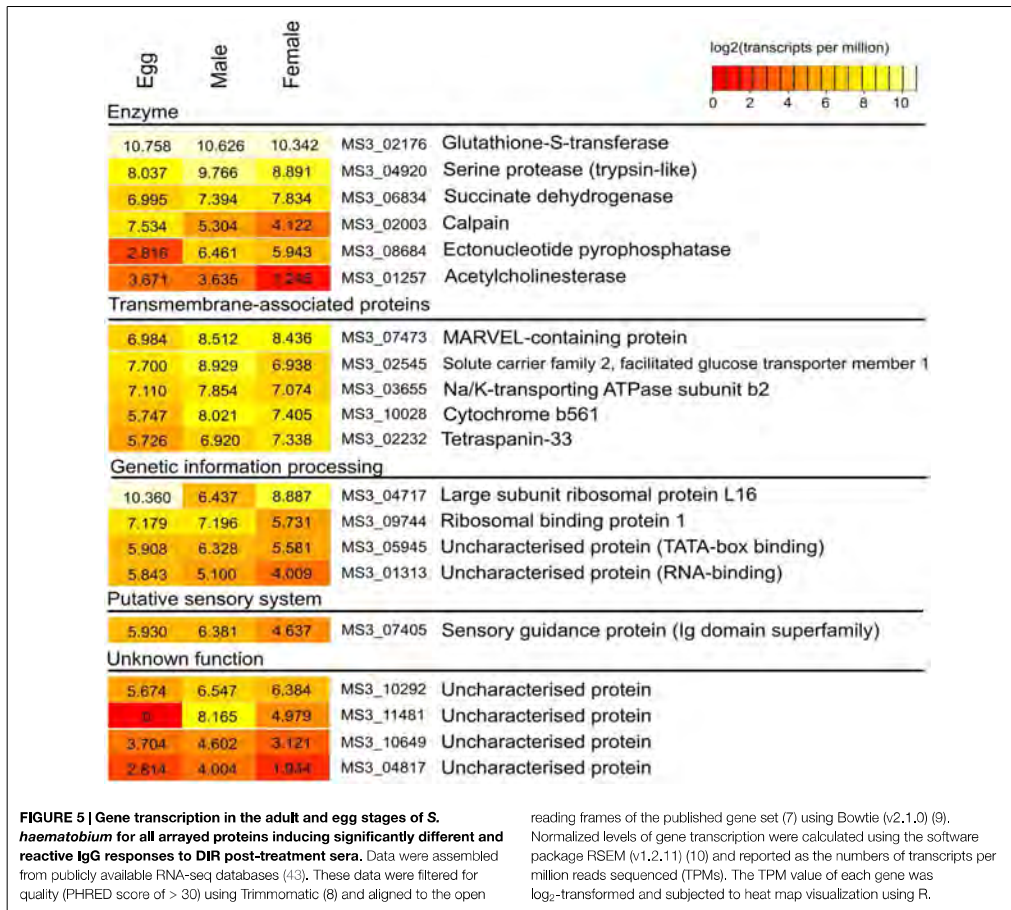 Egg Male Female
log2(transcripts per million)
0 2 4 6 8 10
Enzyme
10.758 10.626 10.342 MS3_02176 Glutathione-S-transferase
8.037 9.766 8.891 MS3_04920 Serine protease (trypsin-like)
6.995 7.394 7.834 MS3_06834 Succinate dehydrogenase
7.534 5.304 4.122 MS3_02003 Calpain
2.816 6.461 5.943 MS3_08684 Ectonucleotide pyrophosphatase
3.671 3.635 MS3_01257 Acetylcholinesterase
Transmembrane-associated proteins
6.984 8.512 8.436 MS3_07473 MARVEL-containing protein
7.700 8.929 6.938 MS3_02545 Solute carrier family 2, facilitated glucose transporter member 1
7.110 7.854 7.074 MS3_03655 Na/K-transporting ATPase subunit b2
5.747 8.021 7.405 MS3_10028 Cytochrome b561
5.726 6.920 7.338 MS3_02232 Tetraspanin-33
Genetic information processing
10.360 6.437 8.887 MS3_04717 Large subunit ribosomal protein L16
7.179 7.196 5.731 MS3_09744 Ribosomal binding protein 1
5.908 6.328 5.581 MS3_05945 Uncharacterised protein (TATA-box binding)
5.843 5.100 4.009 MS3_01313 Uncharacterised protein (RNA-binding)
Putative sensory system
5.930 6.381 4.637 MS3_07405 Sensory guidance protein (Ig domain superfamily)
Unknown function
5.674 6.547 6.384 MS3_10292 Uncharacterised protein
0 8.165 4.979 MS3_11481 Uncharacterised protein
3.704 4.602 3.121 MS3_10649 Uncharacterised protein
2.814 4.004 1.934 MS3_04817 Uncharacterised protein
FIGURE 5 | Gene transcription in the adult and egg stages of S.
haematobium for all arrayed proteins inducing significantly different and
reactive IgG responses to DIR post-treatment sera. Data were assembled
from publicly available RNA-seq databases (43). These data were filtered for
quality (PHRED score of > 30) using Trimmomatic (8) and aligned to the open
reading frames of the published gene set (7) using Bowtie (v2.1.0) (9).
Normalized levels of gene transcription were calculated using the software
package RSEM (v1.2.11) (10) and reported as the numbers of transcripts per
million reads sequenced (TPMs). The TPM value of each gene was
log₂-transformed and subjected to heat map visualization using R.